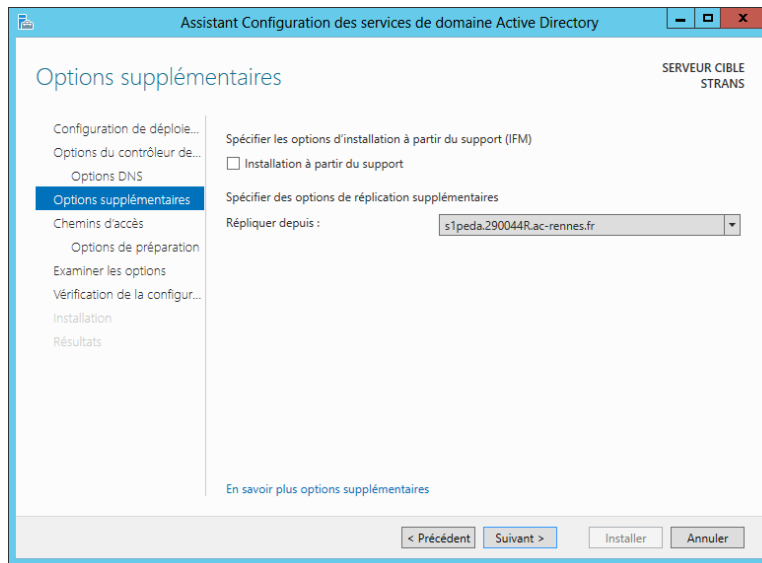 Assistant Configuration des services de domaine Active Directory
Options supplémentaires
SERVEUR CIBLE
STRANS
Configuration de déploie...
Options du contrôleur de...
Options DNS
Options supplémentaires
Chemins d'accès
Options de préparation
Examiner les options
Vérification de la configur...
Installation
Résultats
Spécifier les options d'installation à partir du support (IFM)
Installation à partir du support
Spécifier des options de réplication supplémentaires
Répliquer depuis :
s1peda.290044R.ac-rennes.fr
En savoir plus options supplémentaires
< Précédent
Suivant >
Installer
Annuler